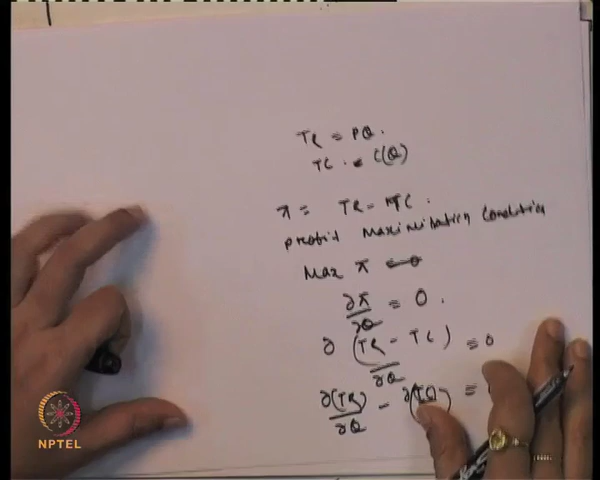 TR = PQ.
TC = C(Q)
π = TR - TC.
profit Maximization Condition
Max π
∂π/∂Q = 0.
∂(TR - TC)/∂Q = 0
∂(TR)/∂Q - ∂(TC)/∂Q =
NPTEL